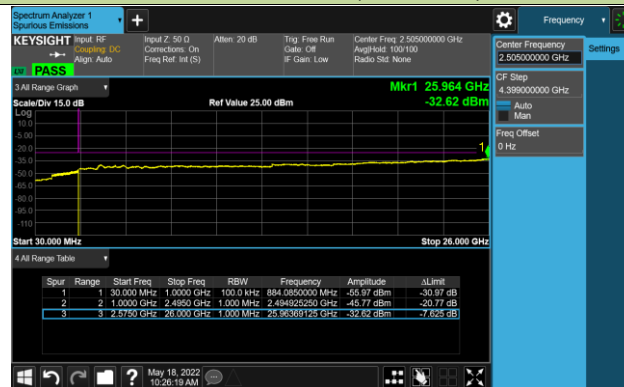 Spectrum Analyzer 1
Spurious Emissions
Frequency
KEYSIGHT Input: RF Input Z: 50 Ω Atten: 20 dB Trig: Free Run Center Freq: 2.505000000 GHz
Coupling: DC Corrections: On Gate: Off Avg|Hold: 100/100
Align: Auto Freq Ref: Int (S) IF Gain: Low Radio Std: None
PASS
Center Frequency
2.505000000 GHz
Settings
CF Step
4.399000000 GHz
Auto
Man
Freq Offset
0 Hz
3 All Range Graph
Mkr1 25.964 GHz
Scale/Div 15.0 dB Ref Value 25.00 dBm -32.62 dBm
Log
10.0
-5.00
-20.0
-35.0
-50.0
-65.0
-80.0
-95.0
-110
1
Start 30.000 MHz Stop 26.000 GHz
4 All Range Table
Spur Range Start Freq Stop Freq RBW Frequency Amplitude ΔLimit
1 1 30.000 MHz 1.0000 GHz 100.0 kHz 884.0850000 MHz -55.97 dBm -30.97 dB
2 2 1.0000 GHz 2.4950 GHz 1.000 MHz 2.494925250 GHz -45.77 dBm -20.77 dB
3 3 2.5750 GHz 26.000 GHz 1.000 MHz 25.96369125 GHz -32.62 dBm -7.625 dB
?
May 18, 2022
10:26:19 AM